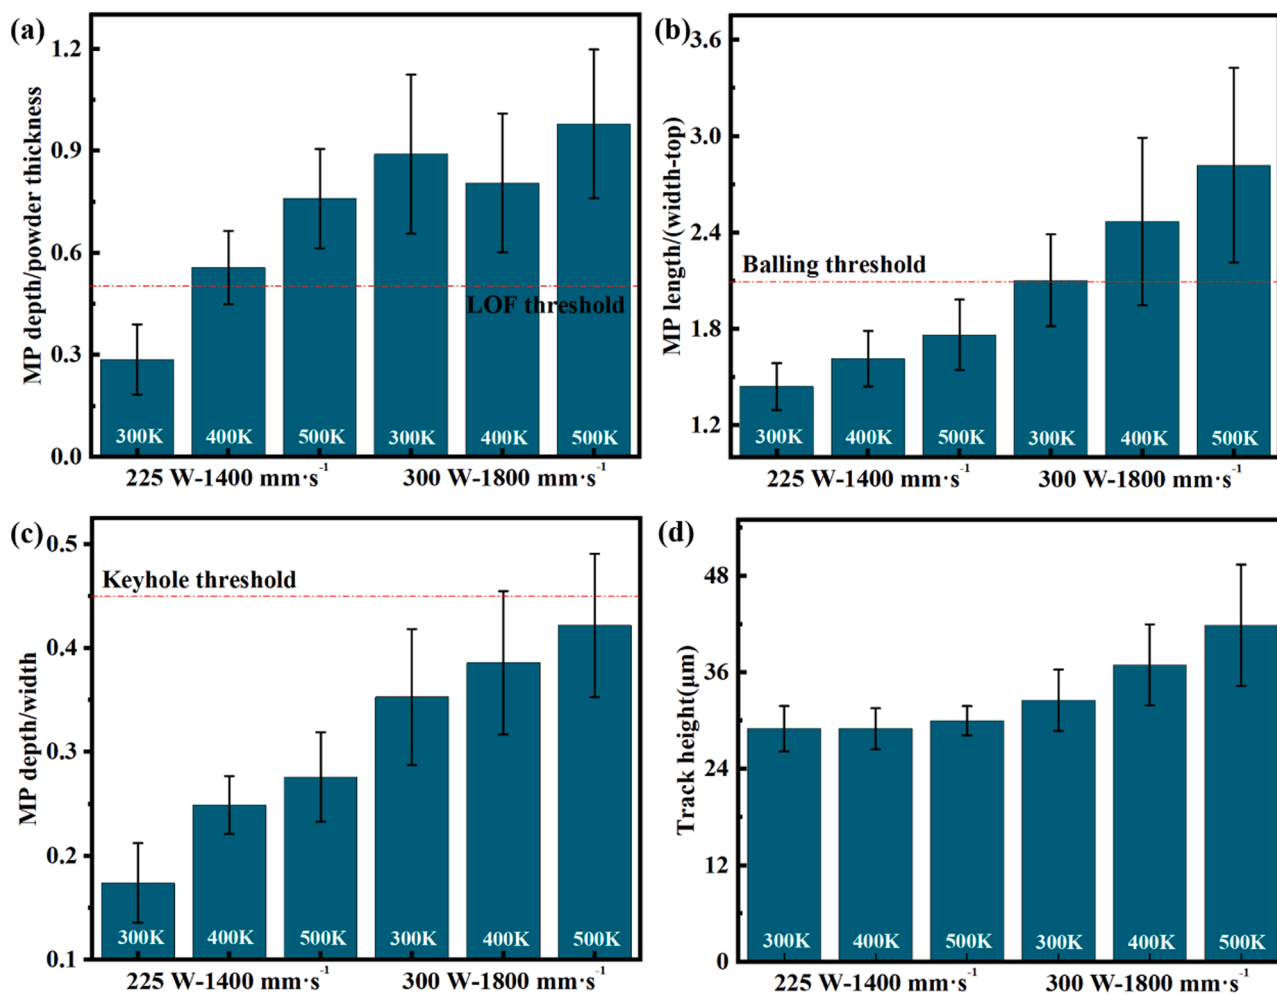 (a)
MP depth/powder thickness
1.2
0.9
0.6
0.3
0.0
LOF threshold
300K 400K 500K 300K 400K 500K
225 W-1400 mm·s⁻¹ 300 W-1800 mm·s⁻¹
(b)
MP length/(width-top)
3.6
3.0
2.4
1.8
1.2
Balling threshold
300K 400K 500K 300K 400K 500K
225 W-1400 mm·s⁻¹ 300 W-1800 mm·s⁻¹
(c)
MP depth/width
0.5
0.4
0.3
0.2
0.1
Keyhole threshold
300K 400K 500K 300K 400K 500K
225 W-1400 mm·s⁻¹ 300 W-1800 mm·s⁻¹
(d)
Track height(μm)
48
36
24
12
0
300K 400K 500K 300K 400K 500K
225 W-1400 mm·s⁻¹ 300 W-1800 mm·s⁻¹